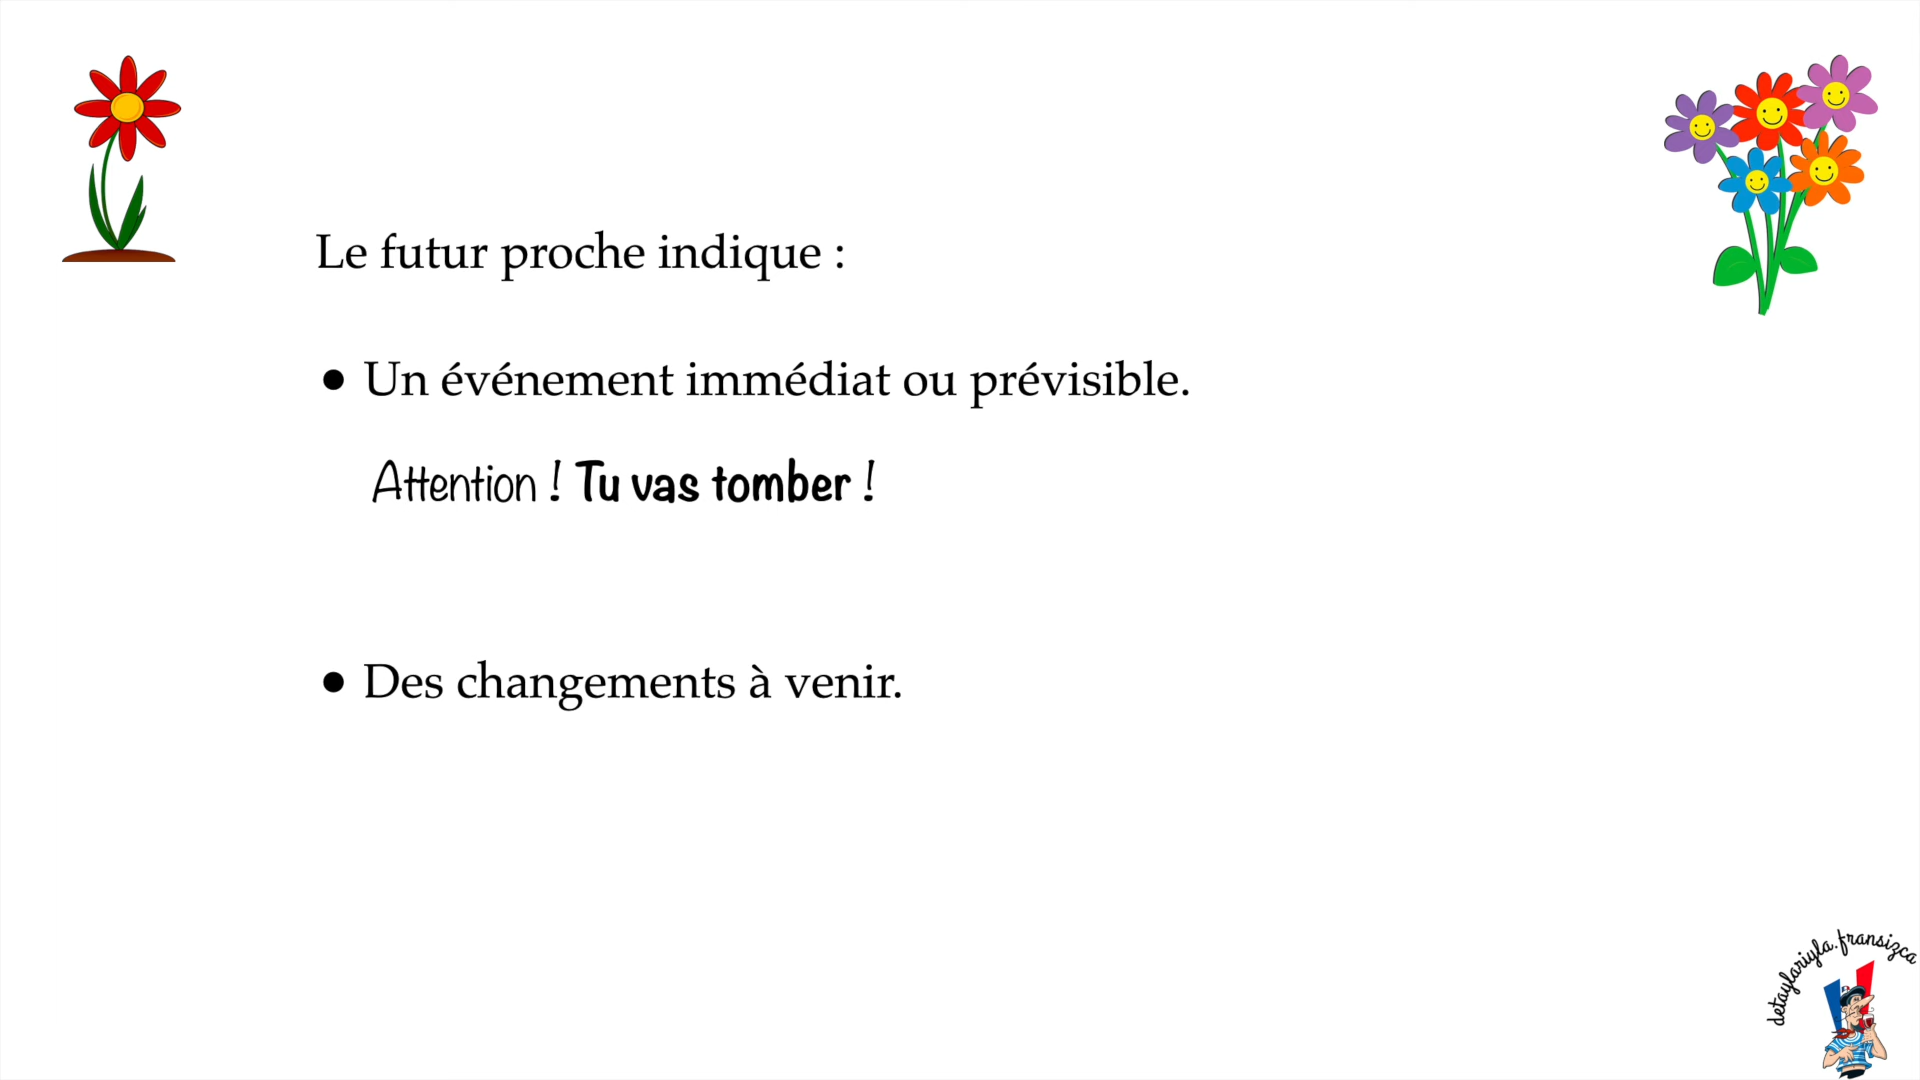 Le futur proche indique :
• Un événement immédiat ou prévisible.
Attention ! Tu vas tomber !
• Des changements à venir.
detaylariyla.fransizca